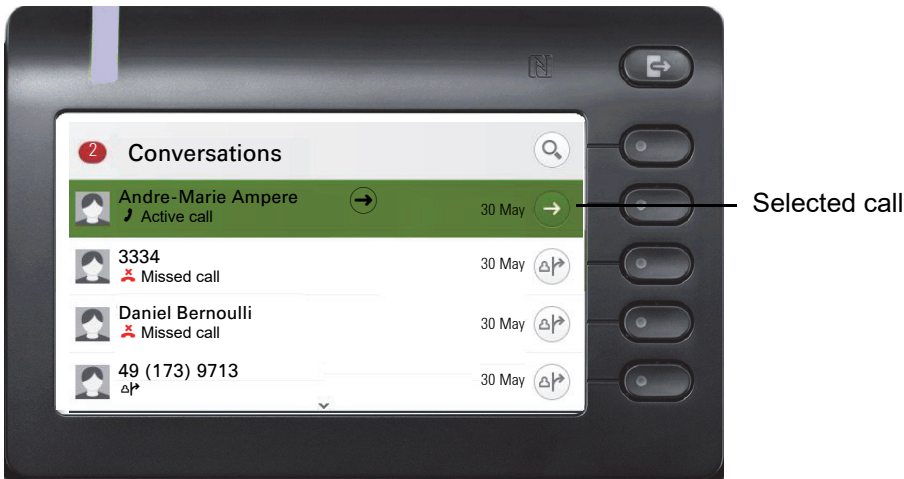 2 Conversations
Andre-Marie Ampere
Active call
30 May
Selected call
3334
Missed call
30 May
Daniel Bernoulli
Missed call
30 May
49 (173) 9713
30 May